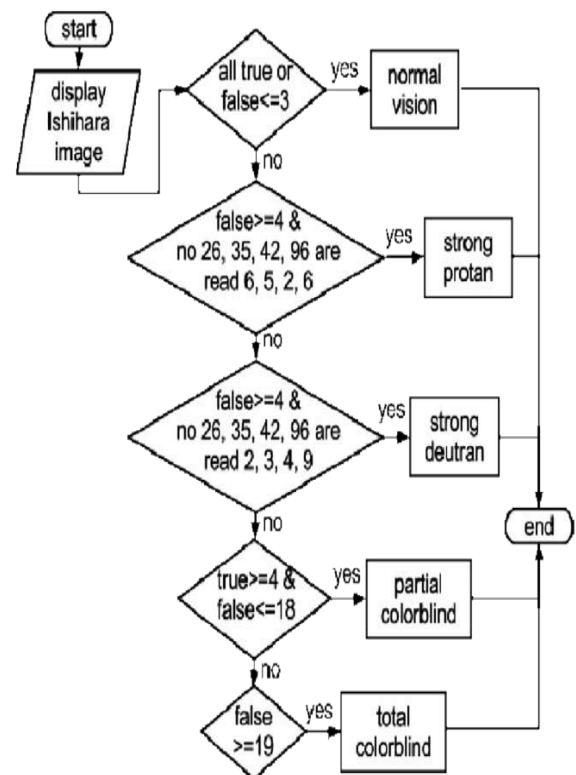 start
display
Ishihara
image
all true or
false<=3
yes
normal
vision
no
false>=4 &
no 26, 35, 42, 96 are
read 6, 5, 2, 6
yes
strong
protan
no
false>=4 &
no 26, 35, 42, 96 are
read 2, 3, 4, 9
yes
strong
deutran
no
end
true>=4 &
false<=18
yes
partial
colorblind
no
false
>=19
yes
total
colorblind